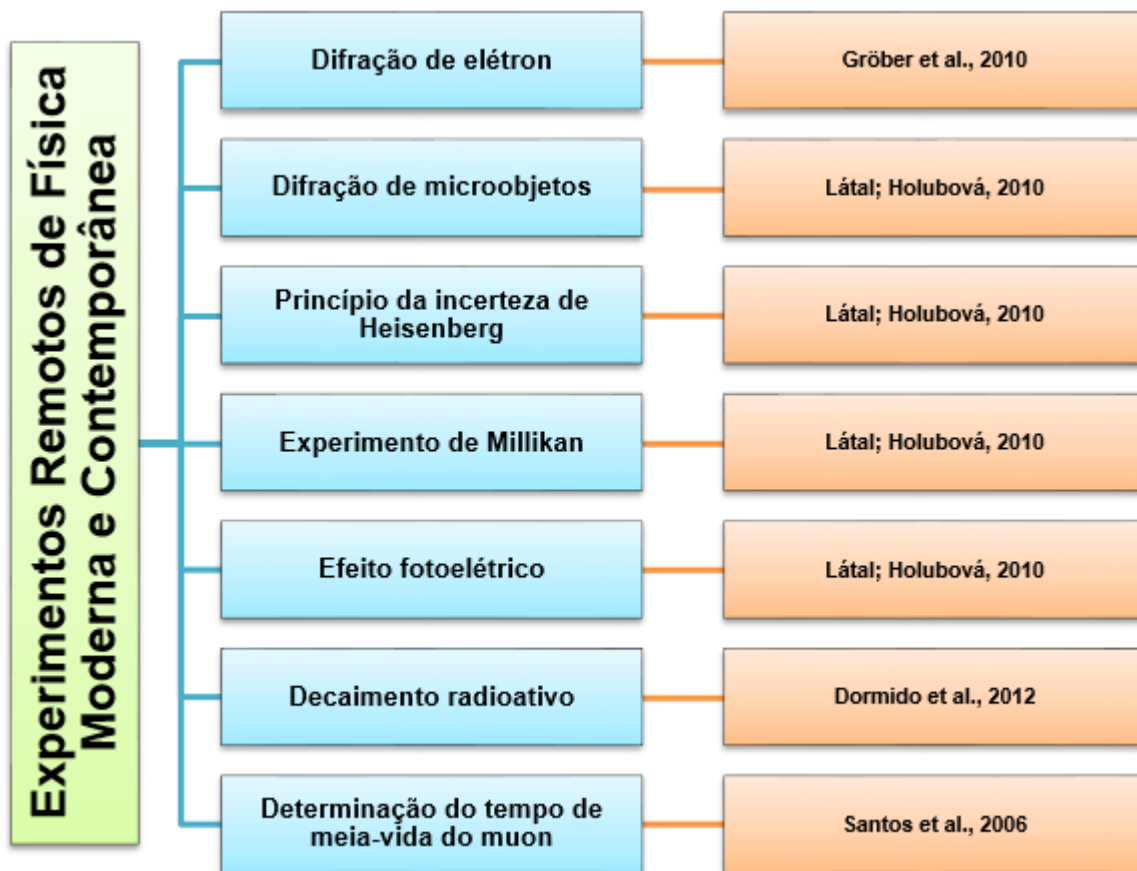 Experimentos Remotos de Física
Moderna e Contemporânea
Difração de elétron
Gröber et al., 2010
Difração de microobjetos
Látal; Holubová, 2010
Princípio da incerteza de
Heisenberg
Látal; Holubová, 2010
Experimento de Millikan
Látal; Holubová, 2010
Efeito fotoelétrico
Látal; Holubová, 2010
Decaimento radioativo
Dormido et al., 2012
Determinação do tempo de
meia-vida do muon
Santos et al., 2006